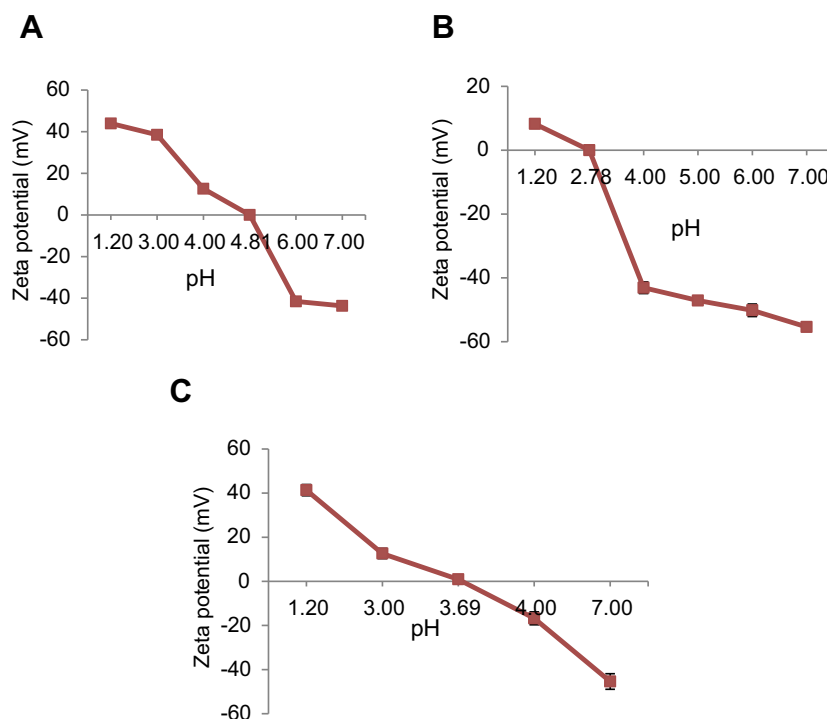 A
Zeta potential (mV)
60
40
20
0
-20
-40
-60
1.20 3.00 4.00 4.81 6.00 7.00
pH
B
Zeta potential (mV)
20
0
-20
-40
-60
1.20 2.78 4.00 5.00 6.00 7.00
pH
C
Zeta potential (mV)
60
40
20
0
-20
-40
-60
1.20 3.00 3.69 4.00 7.00
pH